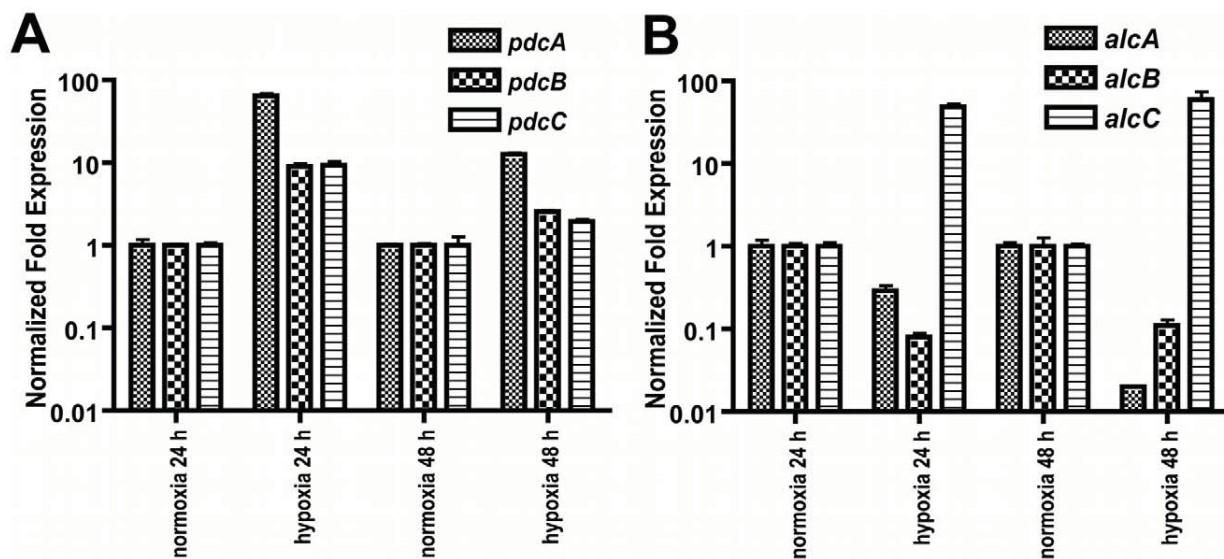 A
pdcA
pdcB
pdcC
Normalized Fold Expression
100
10
1
0.1
0.01
normoxia 24 h
hypoxia 24 h
normoxia 48 h
hypoxia 48 h
B
alcA
alcB
alcC
Normalized Fold Expression
100
10
1
0.1
0.01
normoxia 24 h
hypoxia 24 h
normoxia 48 h
hypoxia 48 h